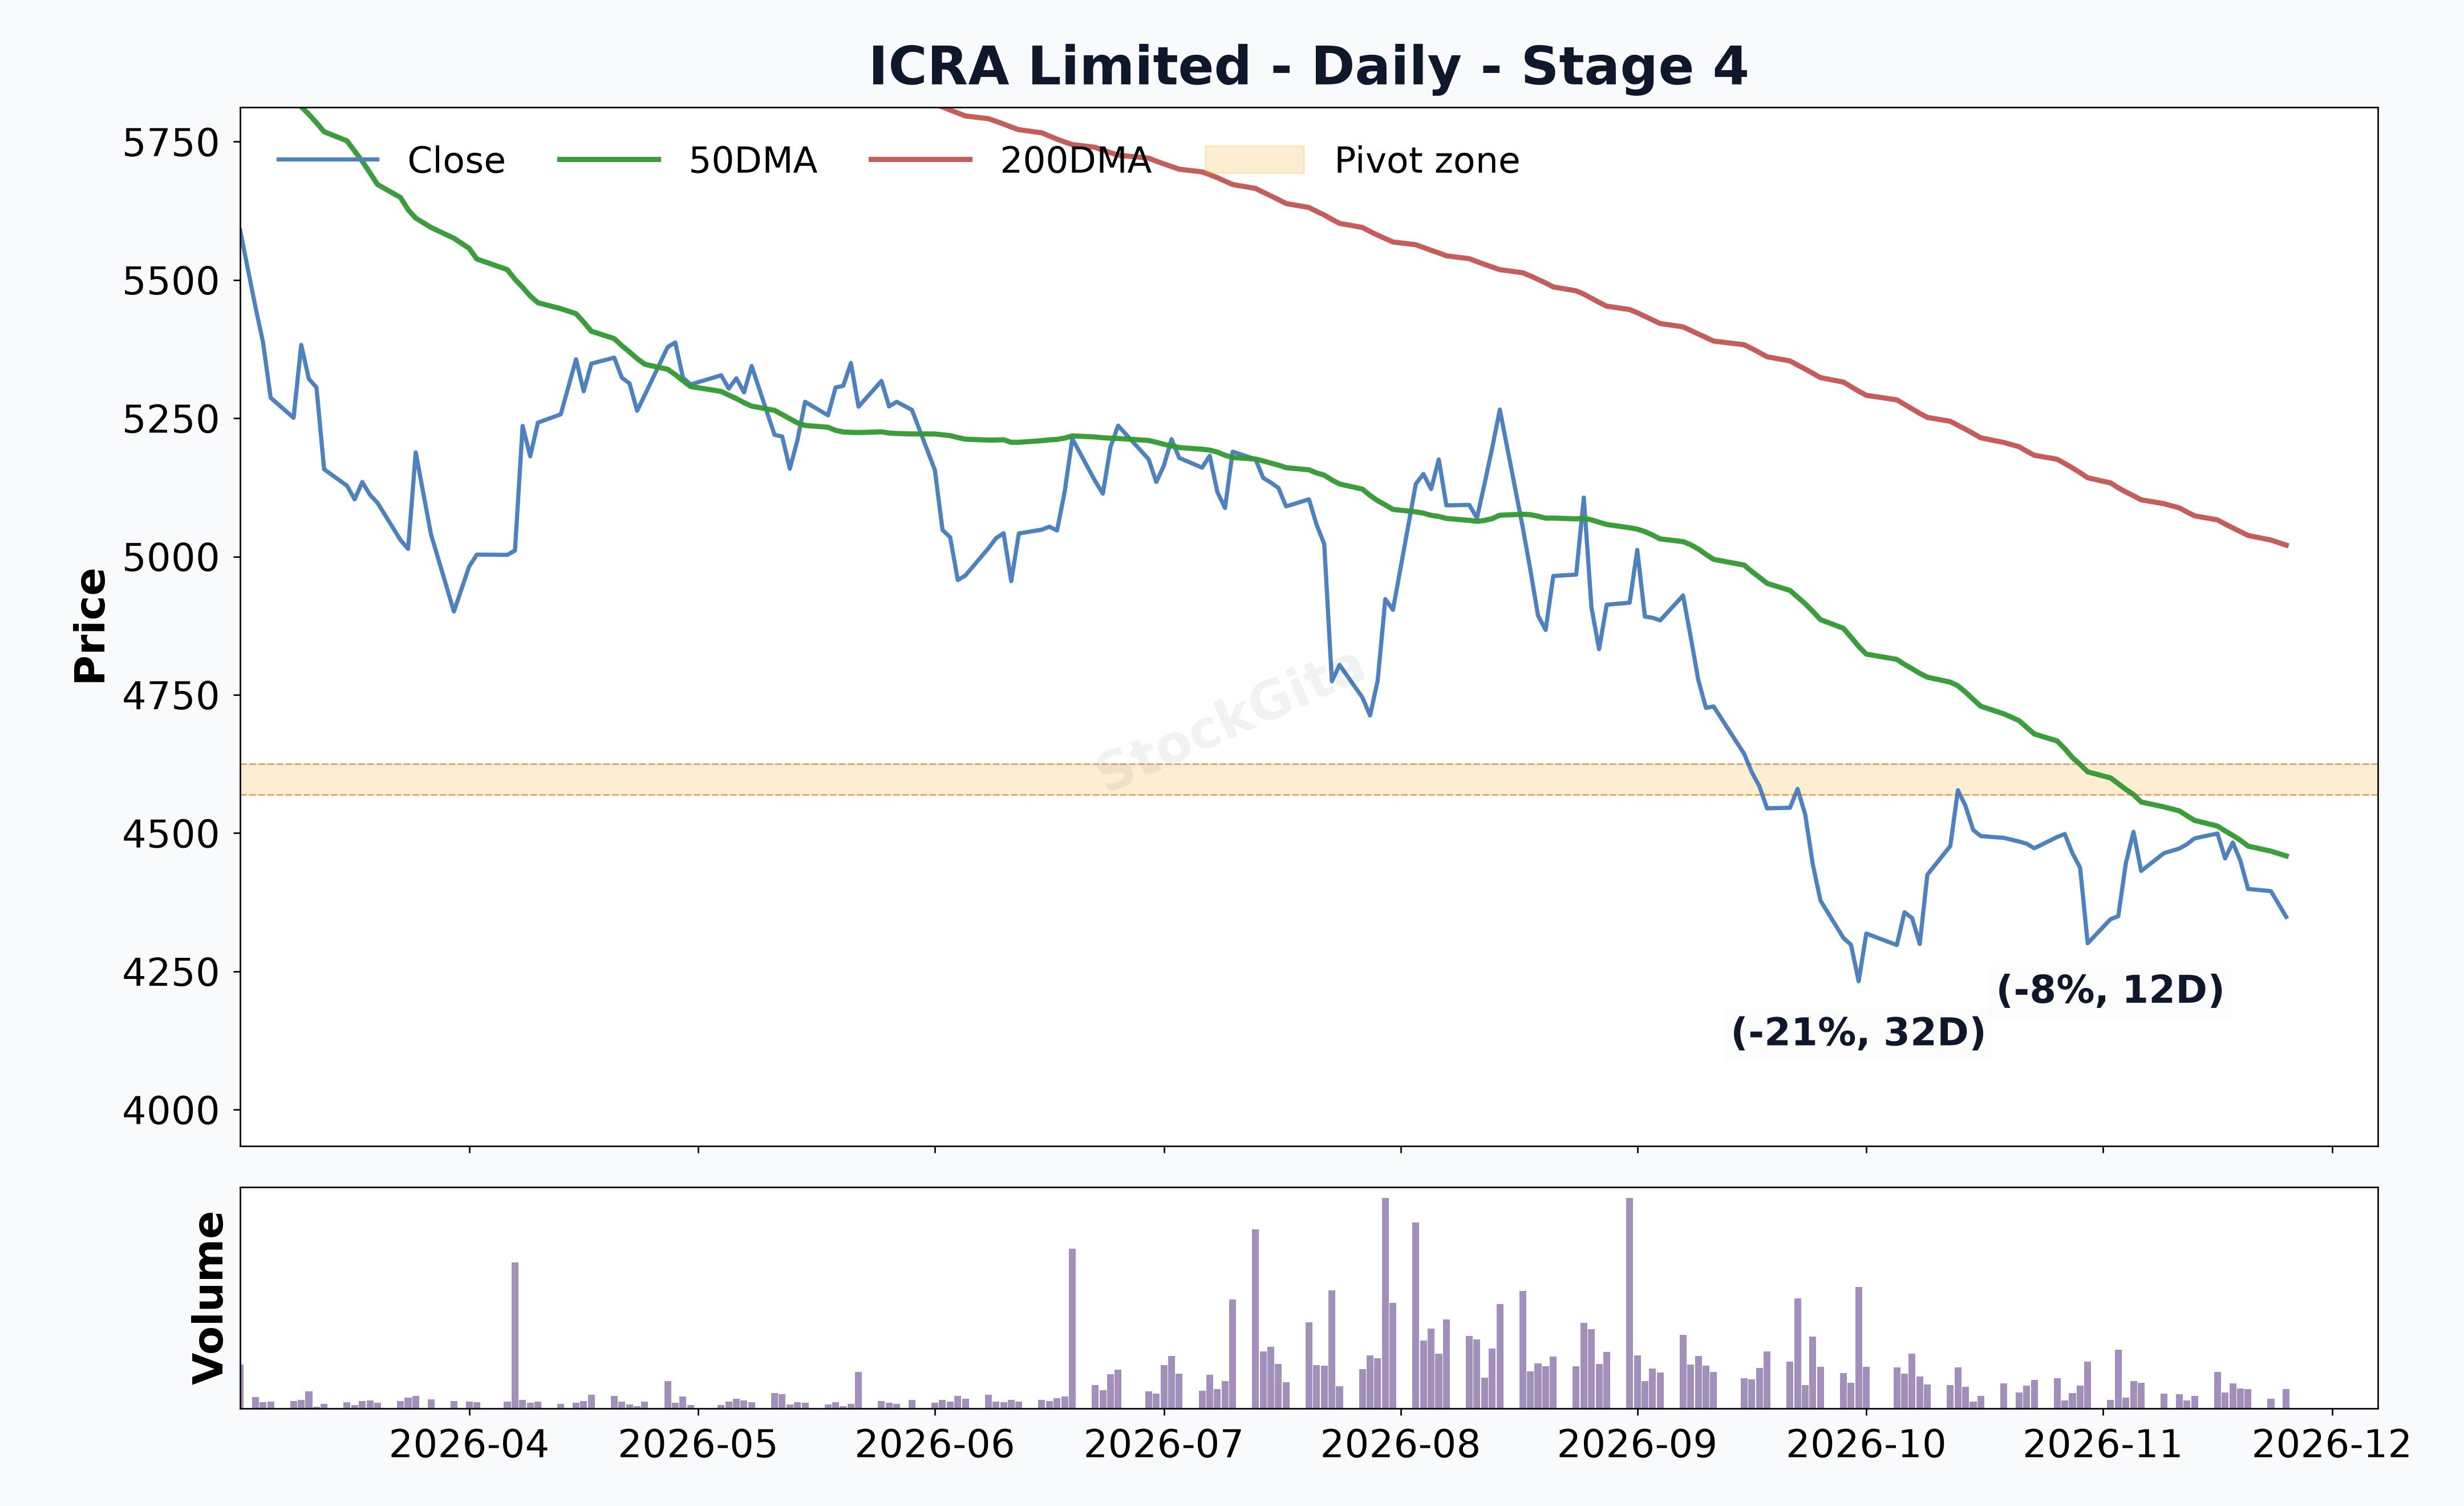 ICRA Limited - Daily - Stage 4
Close 50DMA 200DMA Pivot zone
Price
5750
5500
5250
5000
4750
4500
4250
4000
StockGita
(-8%, 12D)
(-21%, 32D)
Volume
2026-04 2026-05 2026-06 2026-07 2026-08 2026-09 2026-10 2026-11 2026-12